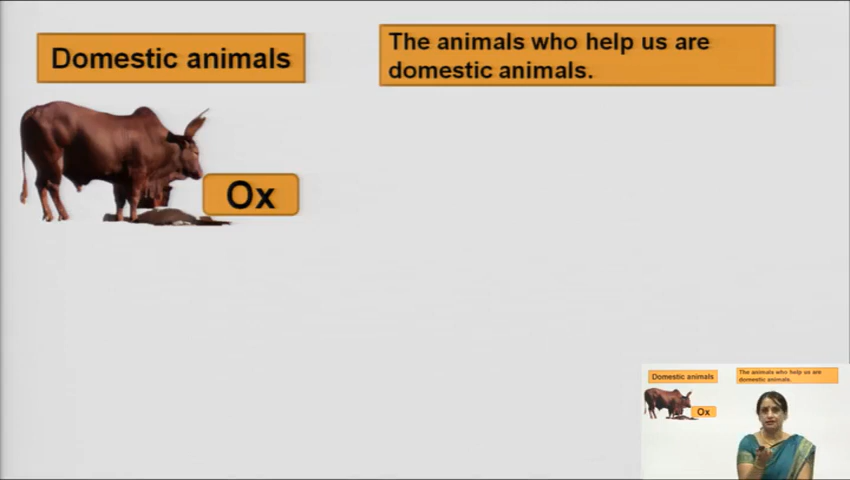 Domestic animals
The animals who help us are
domestic animals.
Ox
Domestic animals
The animals who help us are
domestic animals.
Ox